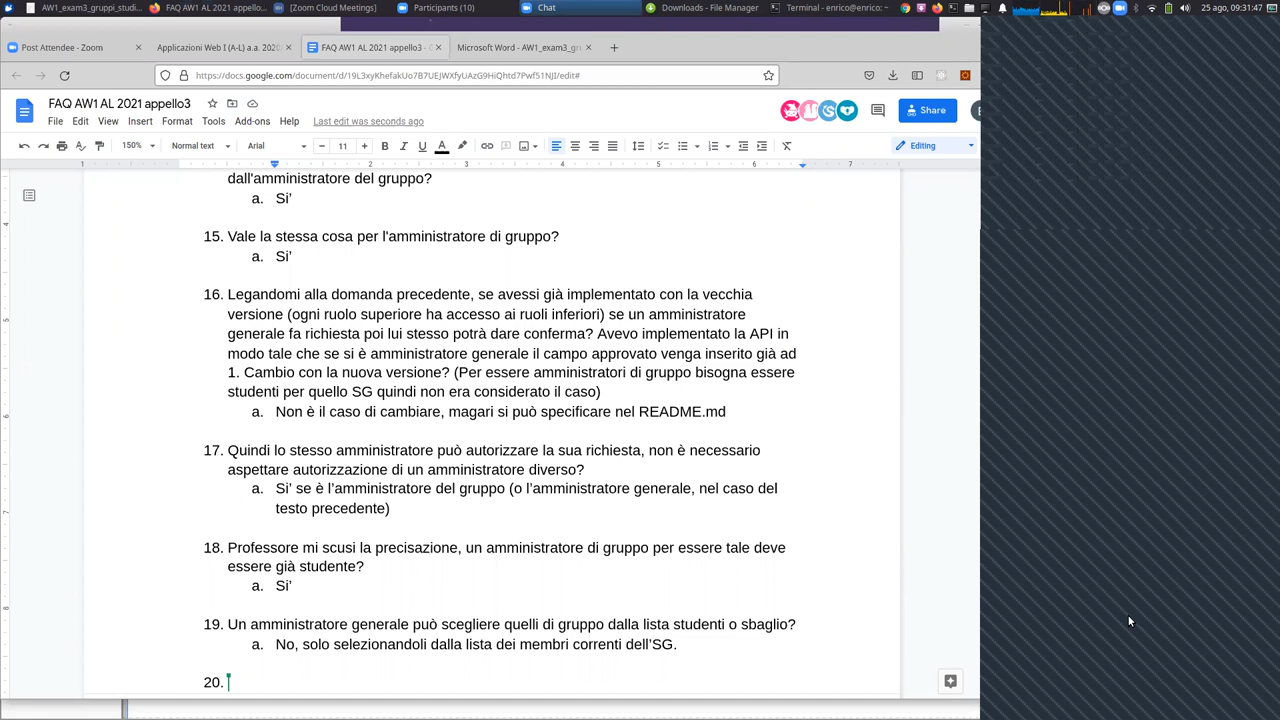 AW1_exam3_gruppi_studi...
FAQ AW1 AL 2021 appello...
[Zoom Cloud Meetings]
Participants (10)
Chat
Downloads - File Manager
Terminal - enrico@enrico: ~
25 ago, 09:31:47
Post Attendee - Zoom
Applicazioni Web I (A-L) a.a. 2020
FAQ AW1 AL 2021 appello3 - G
Microsoft Word - AW1_exam3_gr
https://docs.google.com/document/d/19L3xyKhefakUo7B7UEJWXfyUAzG9HiQhtd7Pwf51NJI/edit#
FAQ AW1 AL 2021 appello3
Share
File Edit View Insert Format Tools Add-ons Help Last edit was seconds ago
150% Normal text Arial 11 Editing
1 1 2 3 4 5 6 7
dall'amministratore del gruppo?
a. Si’
15. Vale la stessa cosa per l'amministratore di gruppo?
a. Si’
16. Legandomi alla domanda precedente, se avessi già implementato con la vecchia
versione (ogni ruolo superiore ha accesso ai ruoli inferiori) se un amministratore
generale fa richiesta poi lui stesso potrà dare conferma? Avevo implementato la API in
modo tale che se si è amministratore generale il campo approvato venga inserito già ad
1. Cambio con la nuova versione? (Per essere amministratori di gruppo bisogna essere
studenti per quello SG quindi non era considerato il caso)
a. Non è il caso di cambiare, magari si può specificare nel README.md
17. Quindi lo stesso amministratore può autorizzare la sua richiesta, non è necessario
aspettare autorizzazione di un amministratore diverso?
a. Si’ se è l’amministratore del gruppo (o l’amministratore generale, nel caso del
testo precedente)
18. Professore mi scusi la precisazione, un amministratore di gruppo per essere tale deve
essere già studente?
a. Si’
19. Un amministratore generale può scegliere quelli di gruppo dalla lista studenti o sbaglio?
a. No, solo selezionandoli dalla lista dei membri correnti dell’SG.
20.